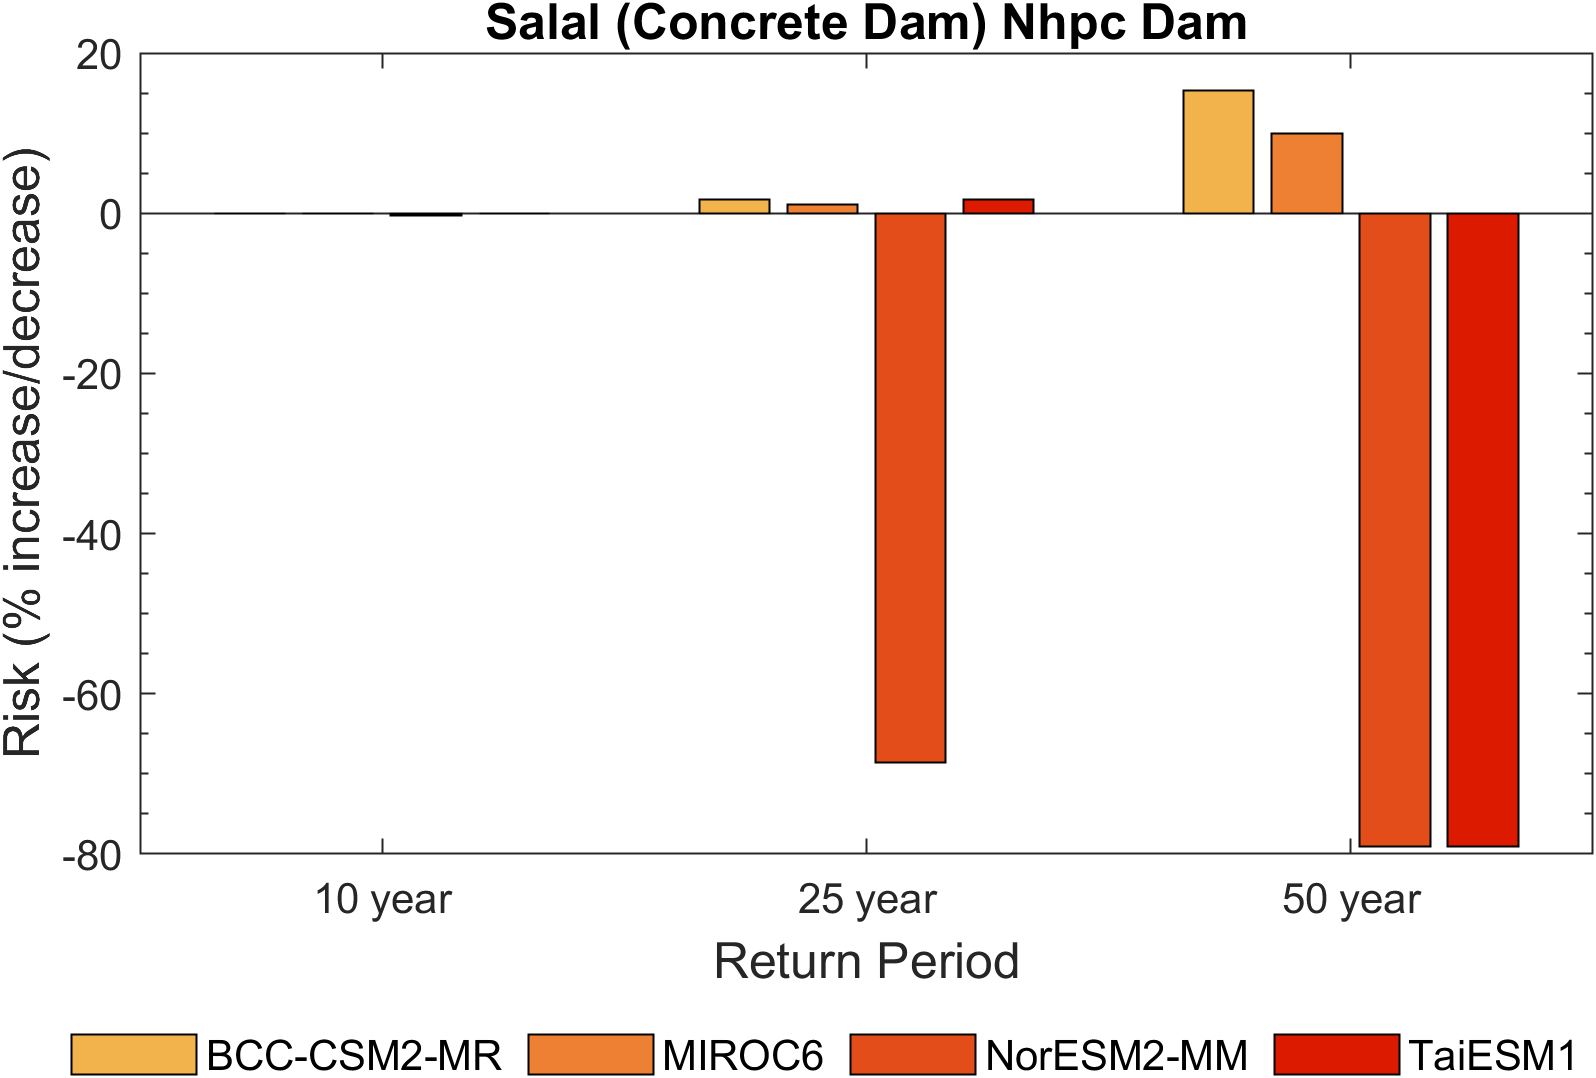 Salal (Concrete Dam) Nhpc Dam
20
0
-20
-40
-60
-80
Risk (% increase/decrease)
10 year 25 year 50 year
Return Period
BCC-CSM2-MR MIROC6 NorESM2-MM TaiESM1